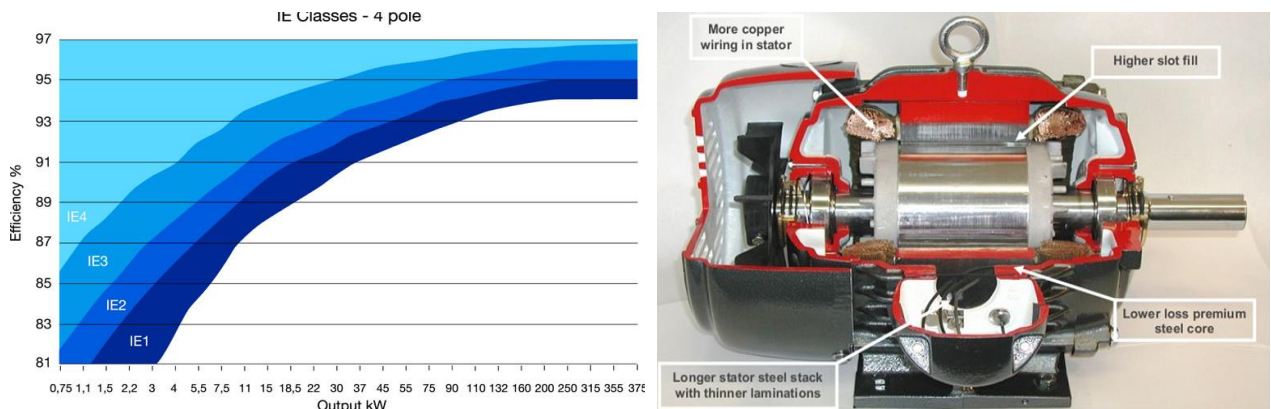 IE Classes - 4 pole
97
95
93
91
89
87
85
83
81
Efficiency %
IE4
IE3
IE2
IE1
0,75 1,1 1,5 2,2 3 4 5,5 7,5 11 15 18,5 22 30 37 45 55 75 90 110 132 160 200 250 315 355 375
Output kW
More copper
wiring in stator
Higher slot fill
Lower loss premium
steel core
Longer stator steel stack
with thinner laminations